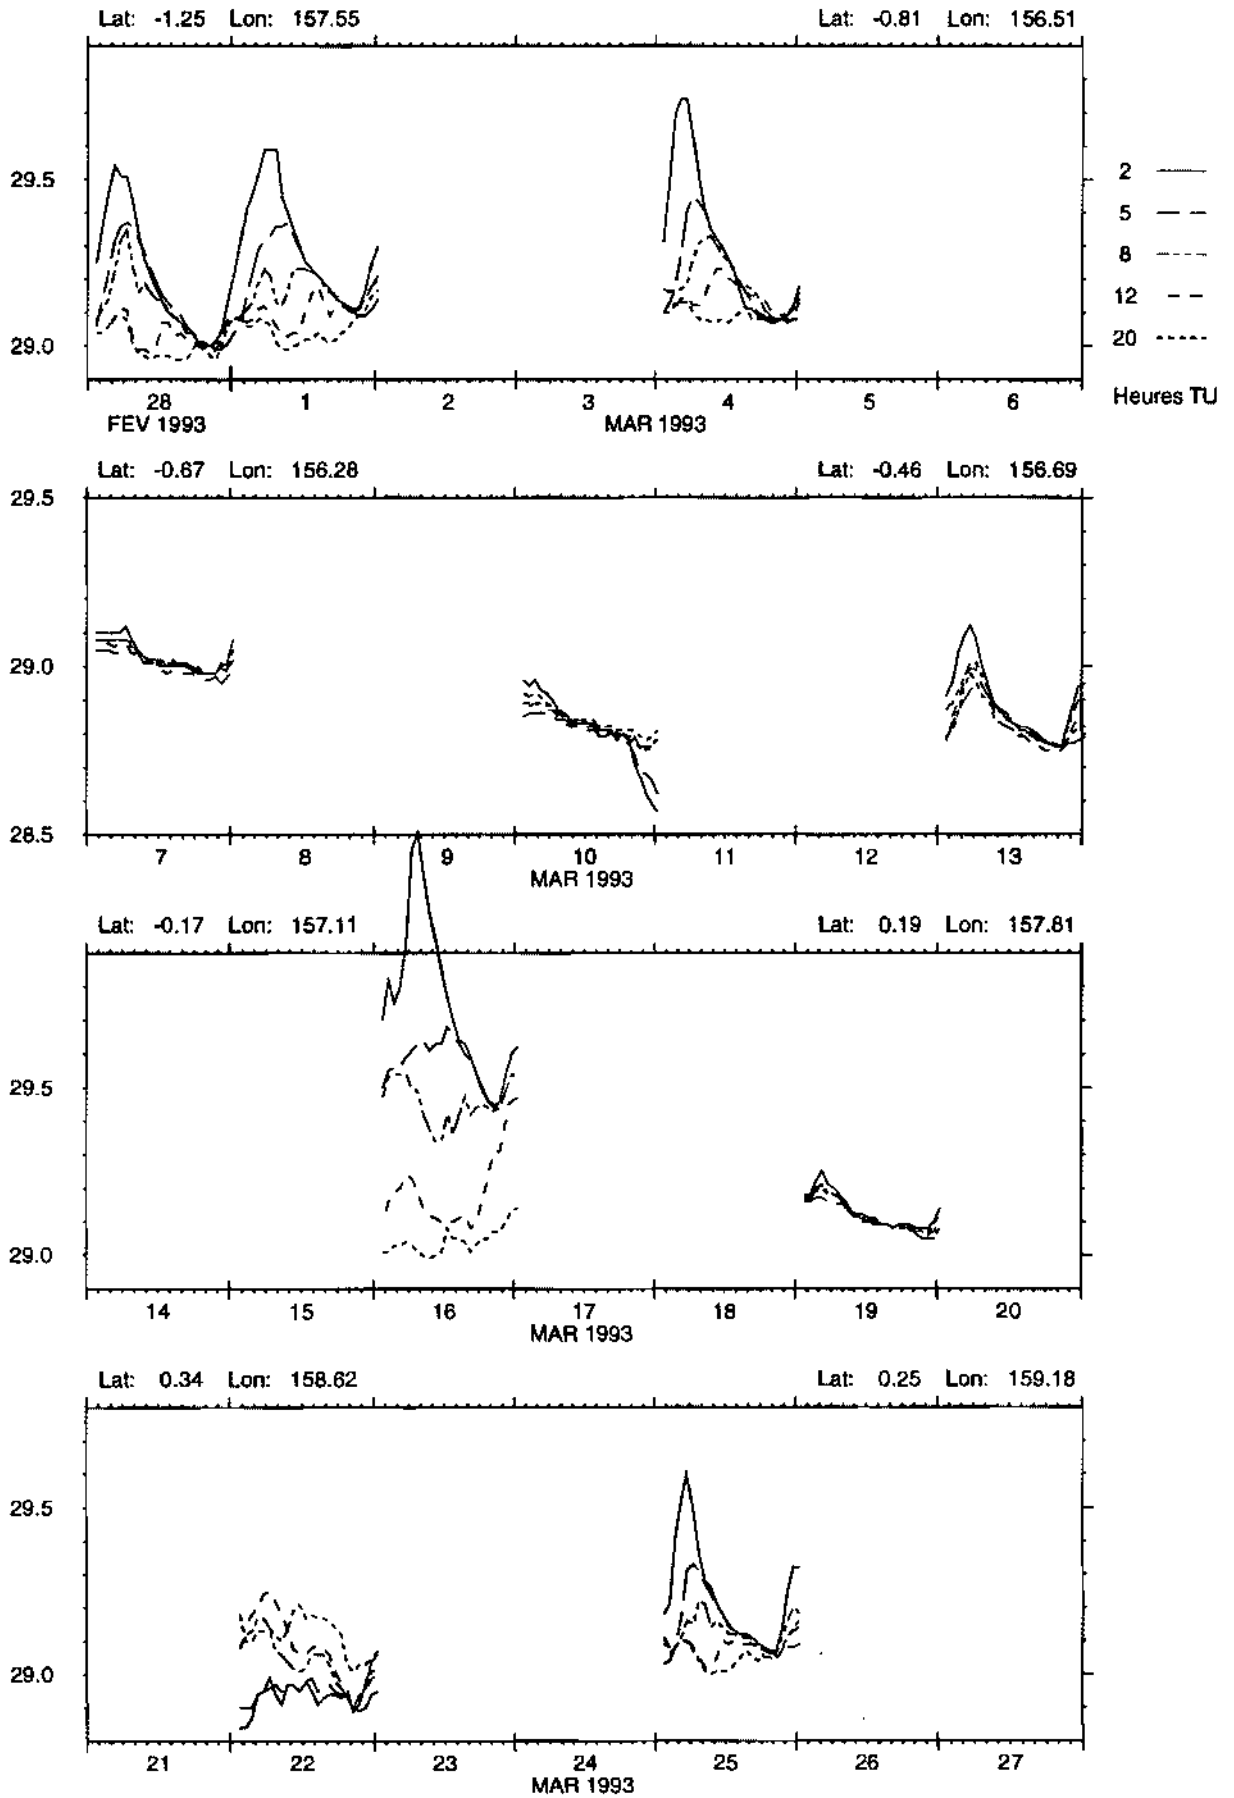 Lat: -1.25 Lon: 157.55 Lat: -0.81 Lon: 156.51
29.5
29.0
2
5
8
12
20
Heures TU
28 1 2 3 4 5 6
FEV 1993 MAR 1993
Lat: -0.67 Lon: 156.28 Lat: -0.46 Lon: 156.69
29.5
29.0
28.5
7 8 9 10 11 12 13
MAR 1993
Lat: -0.17 Lon: 157.11 Lat: 0.19 Lon: 157.81
29.5
29.0
14 15 16 17 18 19 20
MAR 1993
Lat: 0.34 Lon: 158.62 Lat: 0.25 Lon: 159.18
29.5
29.0
21 22 23 24 25 26 27
MAR 1993